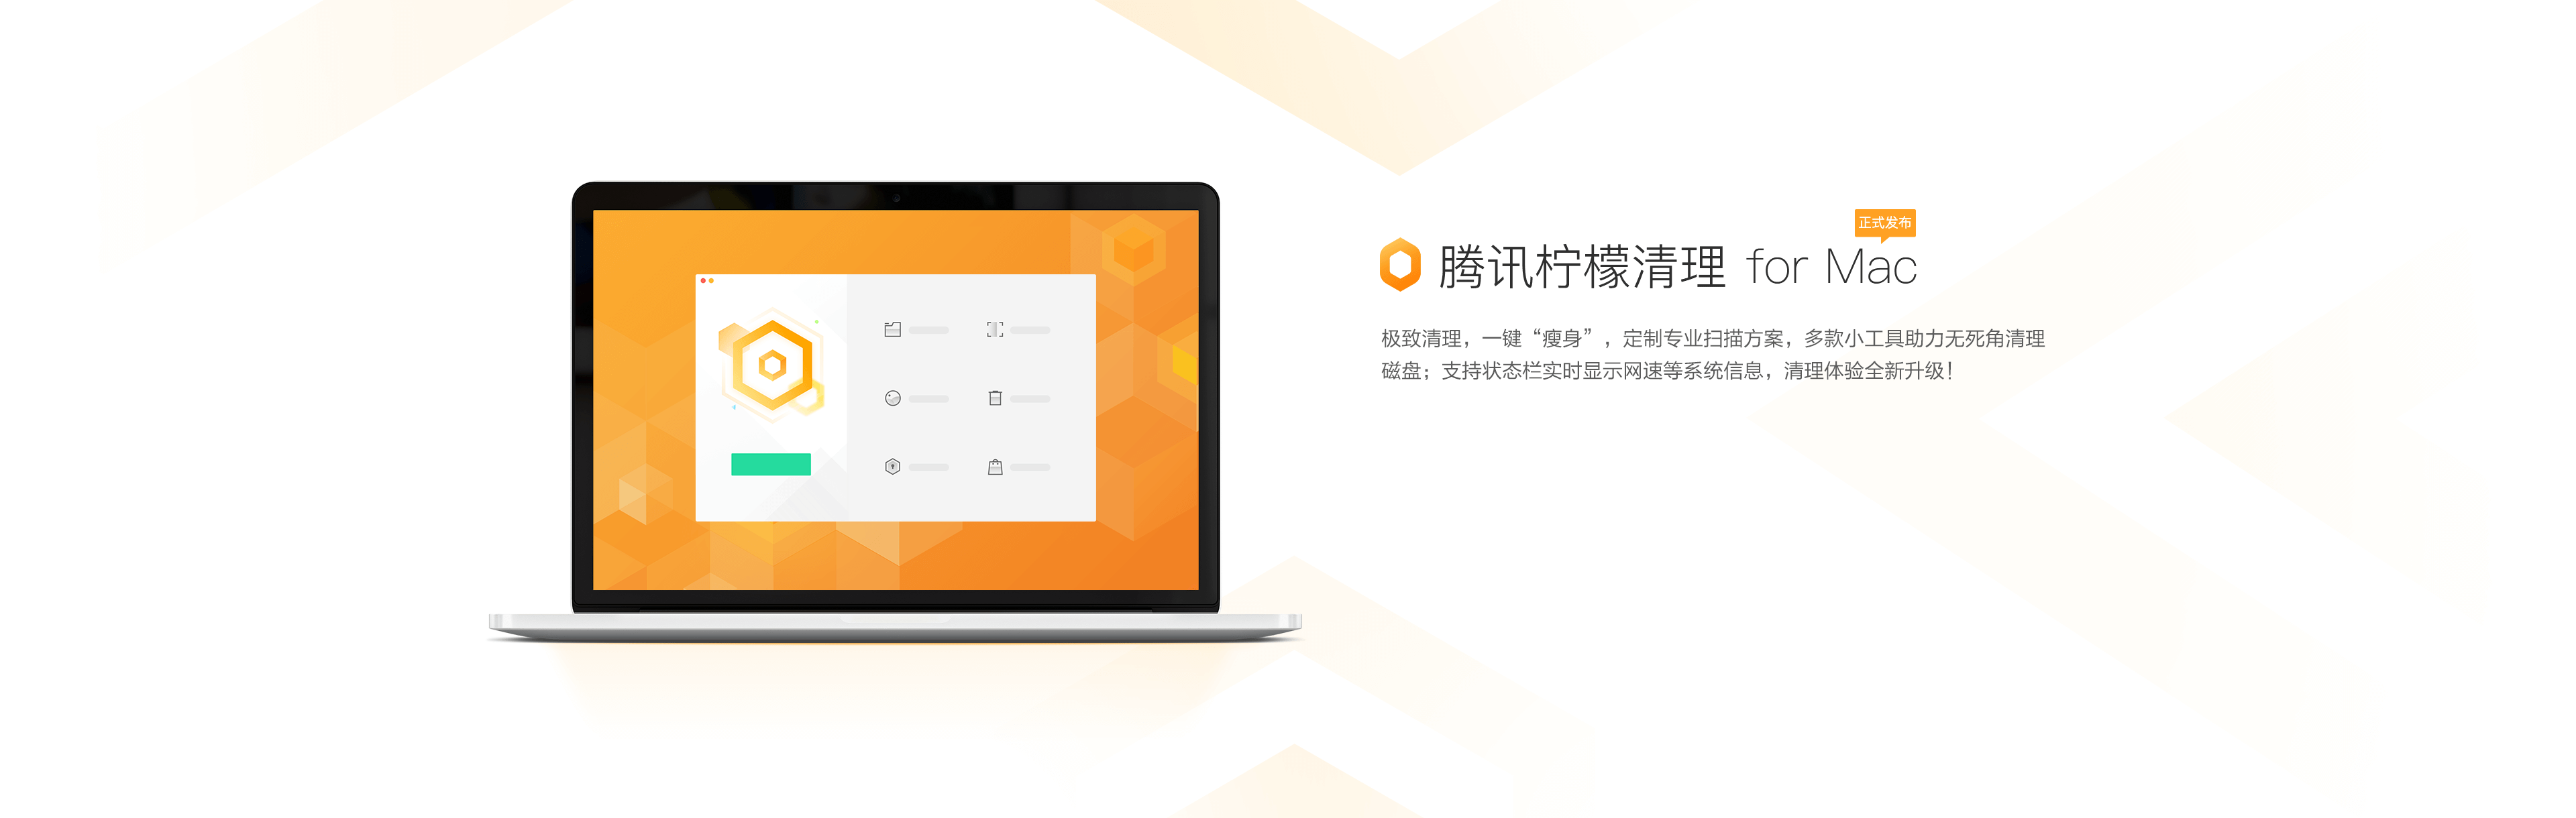 正式发布
腾讯柠檬清理 for Mac
极致清理，一键“瘦身”，定制专业扫描方案，多款小工具助力无死角清理
磁盘；支持状态栏实时显示网速等系统信息，清理体验全新升级！